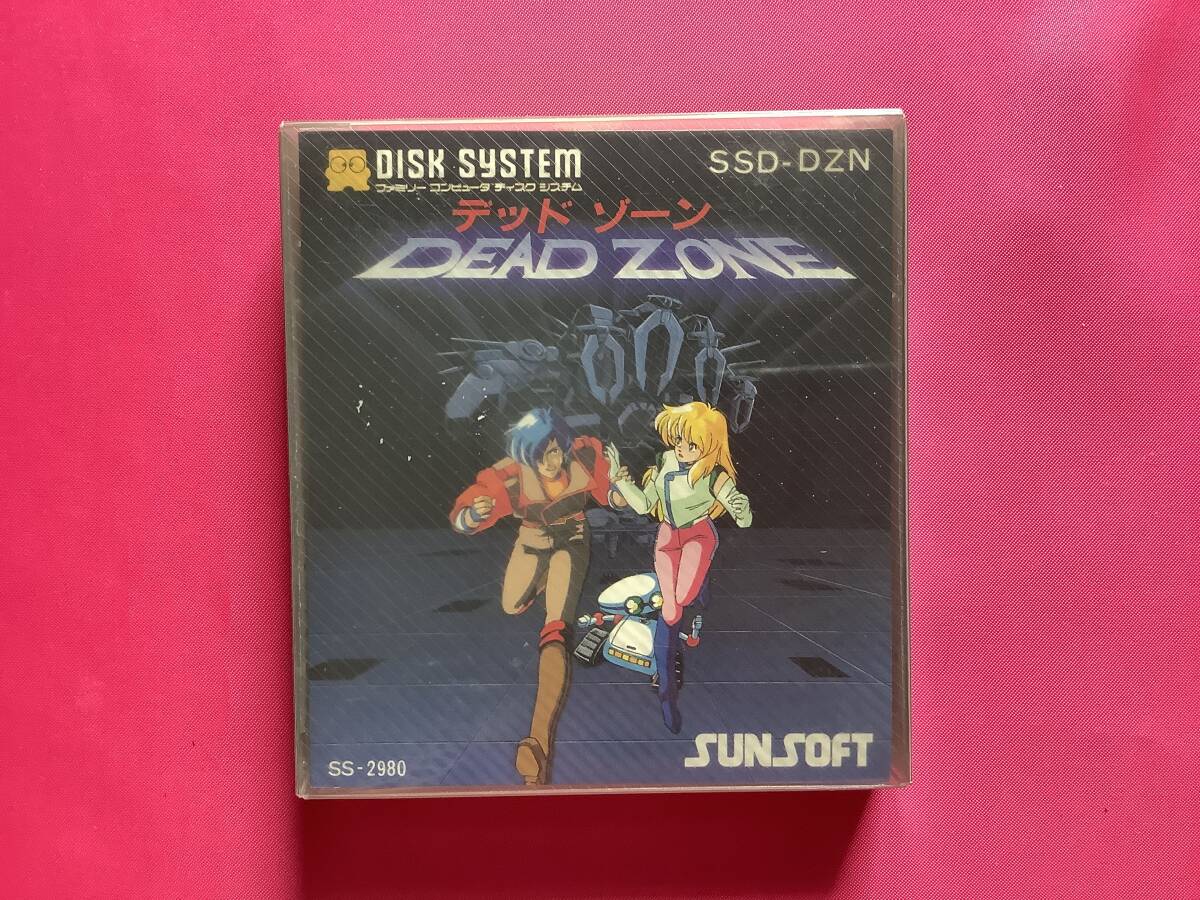 DISK SYSTEM
ファミリー コンピュータ ディスク システム
SSD-DZN
デッド ゾーン
DEAD ZONE
SS-2980
SUNSOFT